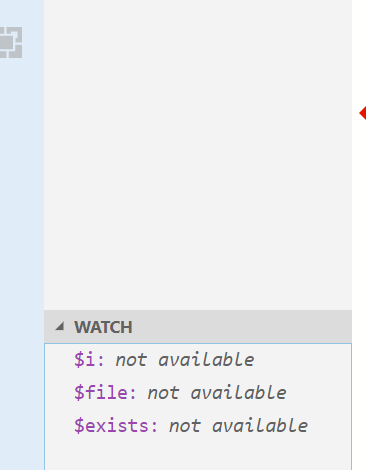 WATCH
$i: not available
$file: not available
$exists: not available